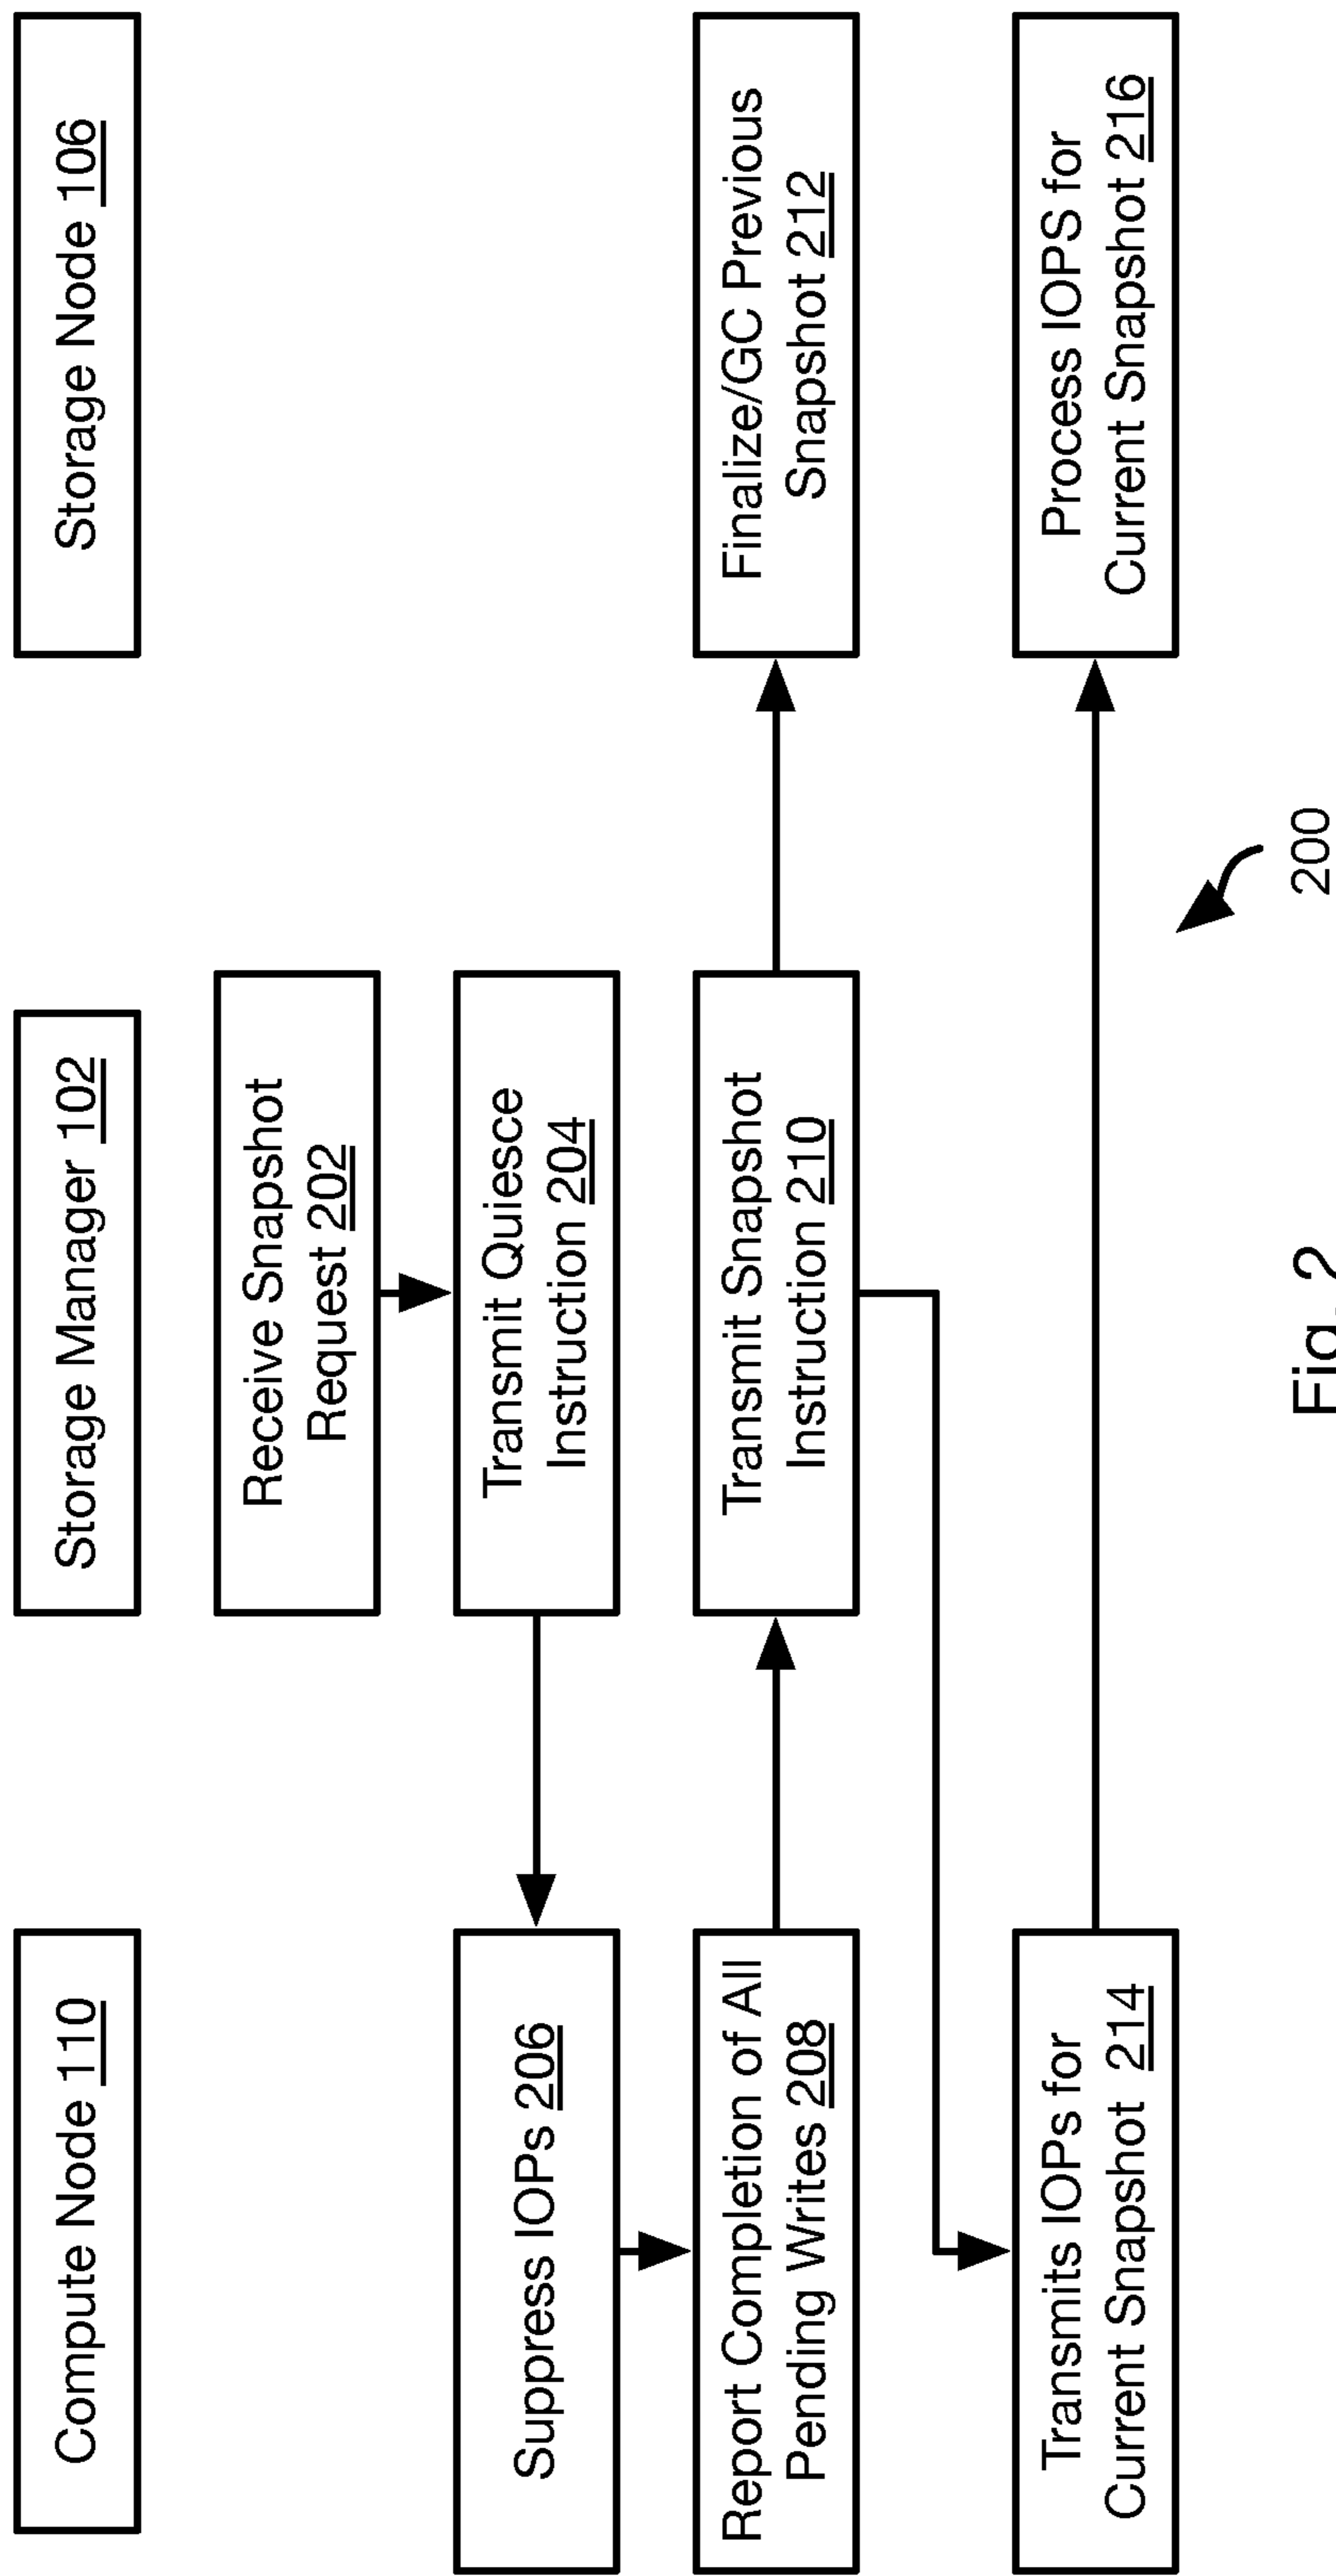 Compute Node 110
Storage Manager 102
Storage Node 106
Receive Snapshot
Request 202
Suppress IOPs 206
Transmit Quiesce
Instruction 204
Report Completion of All
Pending Writes 208
Transmit Snapshot
Instruction 210
Finalize/GC Previous
Snapshot 212
Transmits IOPs for
Current Snapshot 214
Process IOPS for
Current Snapshot 216
200
Fig. 2